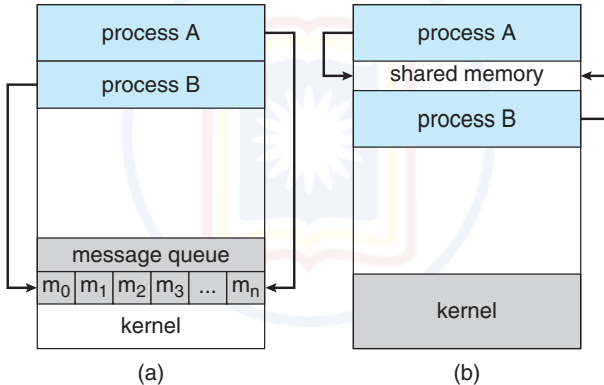 process A
process B
message queue
m0 m1 m2 m3 ... mn
kernel
(a)
process A
shared memory
process B
kernel
(b)